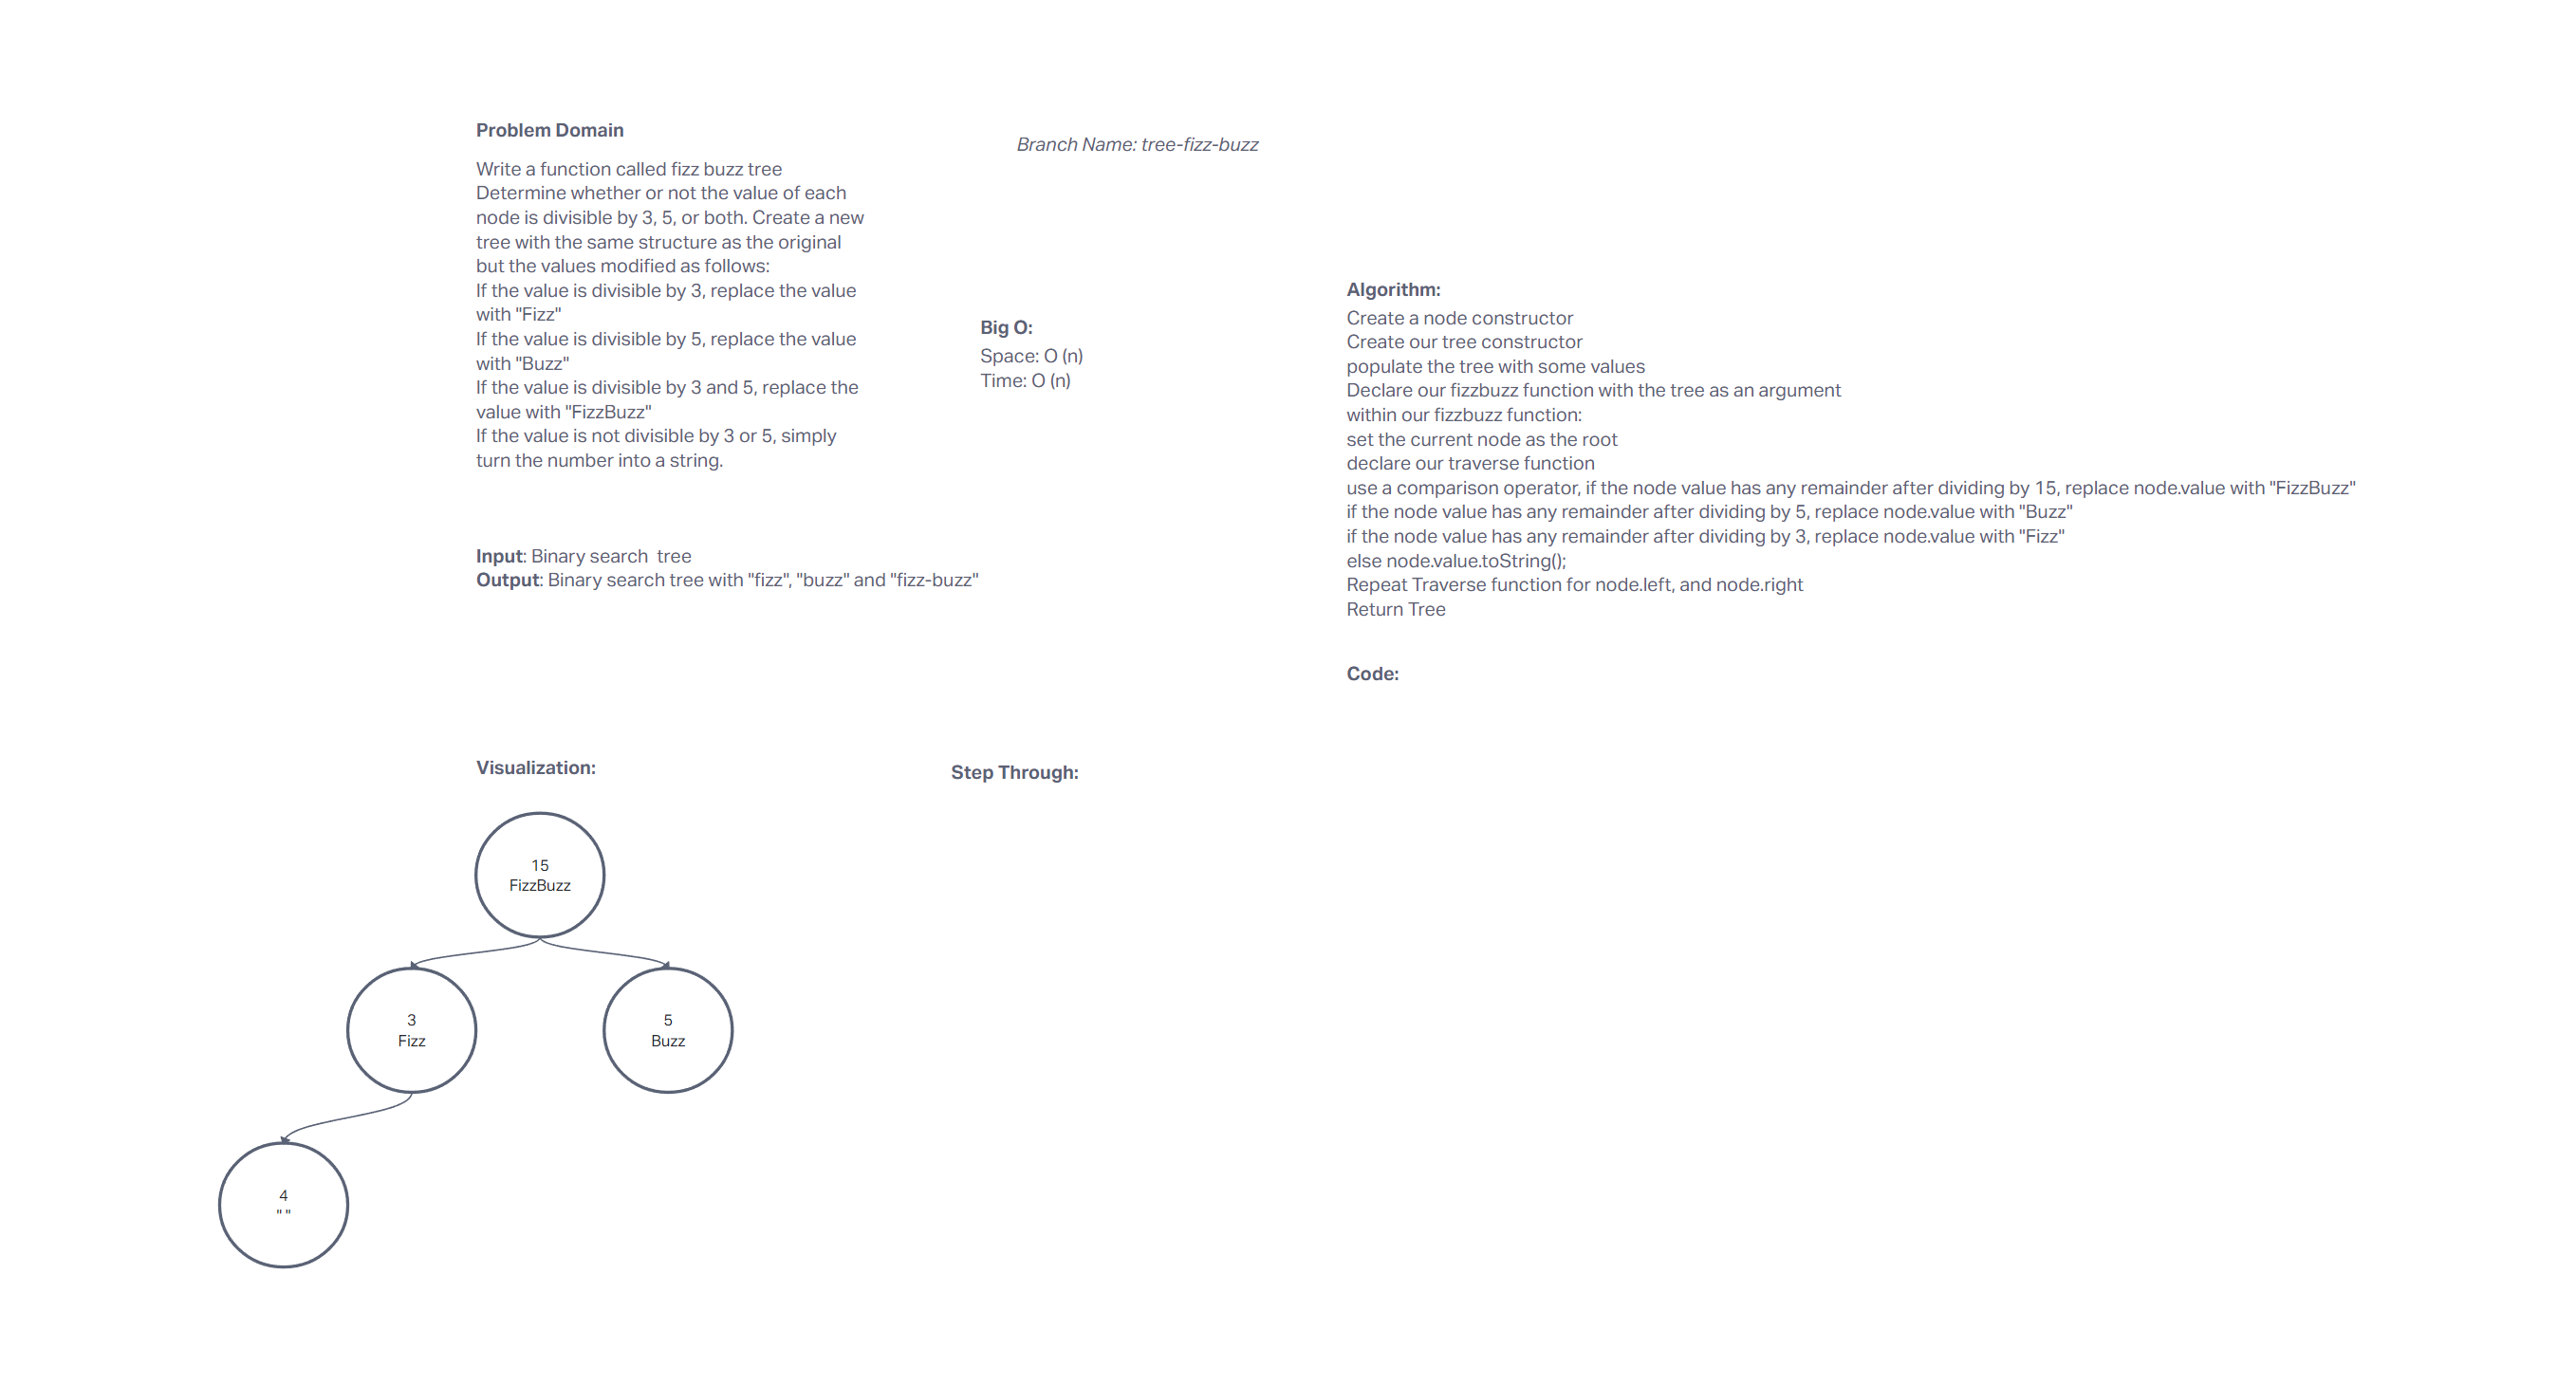 Problem Domain
Write a function called fizz buzz tree
Determine whether or not the value of each
node is divisible by 3, 5, or both. Create a new
tree with the same structure as the original
but the values modified as follows:
If the value is divisible by 3, replace the value
with "Fizz"
If the value is divisible by 5, replace the value
with "Buzz"
If the value is divisible by 3 and 5, replace the
value with "FizzBuzz"
If the value is not divisible by 3 or 5, simply
turn the number into a string.
Input: Binary search  tree
Output: Binary search tree with "fizz", "buzz" and "fizz-buzz"
Branch Name: tree-fizz-buzz
Big O:
Space: O (n)
Time: O (n)
Algorithm:
Create a node constructor
Create our tree constructor
populate the tree with some values
Declare our fizzbuzz function with the tree as an argument
within our fizzbuzz function:
set the current node as the root
declare our traverse function
use a comparison operator, if the node value has any remainder after dividing by 15, replace node.value with "FizzBuzz"
if the node value has any remainder after dividing by 5, replace node.value with "Buzz"
if the node value has any remainder after dividing by 3, replace node.value with "Fizz"
else node.value.toString();
Repeat Traverse function for node.left, and node.right
Return Tree
Code:
Visualization:
15
FizzBuzz
3
Fizz
5
Buzz
4
" "
Step Through: